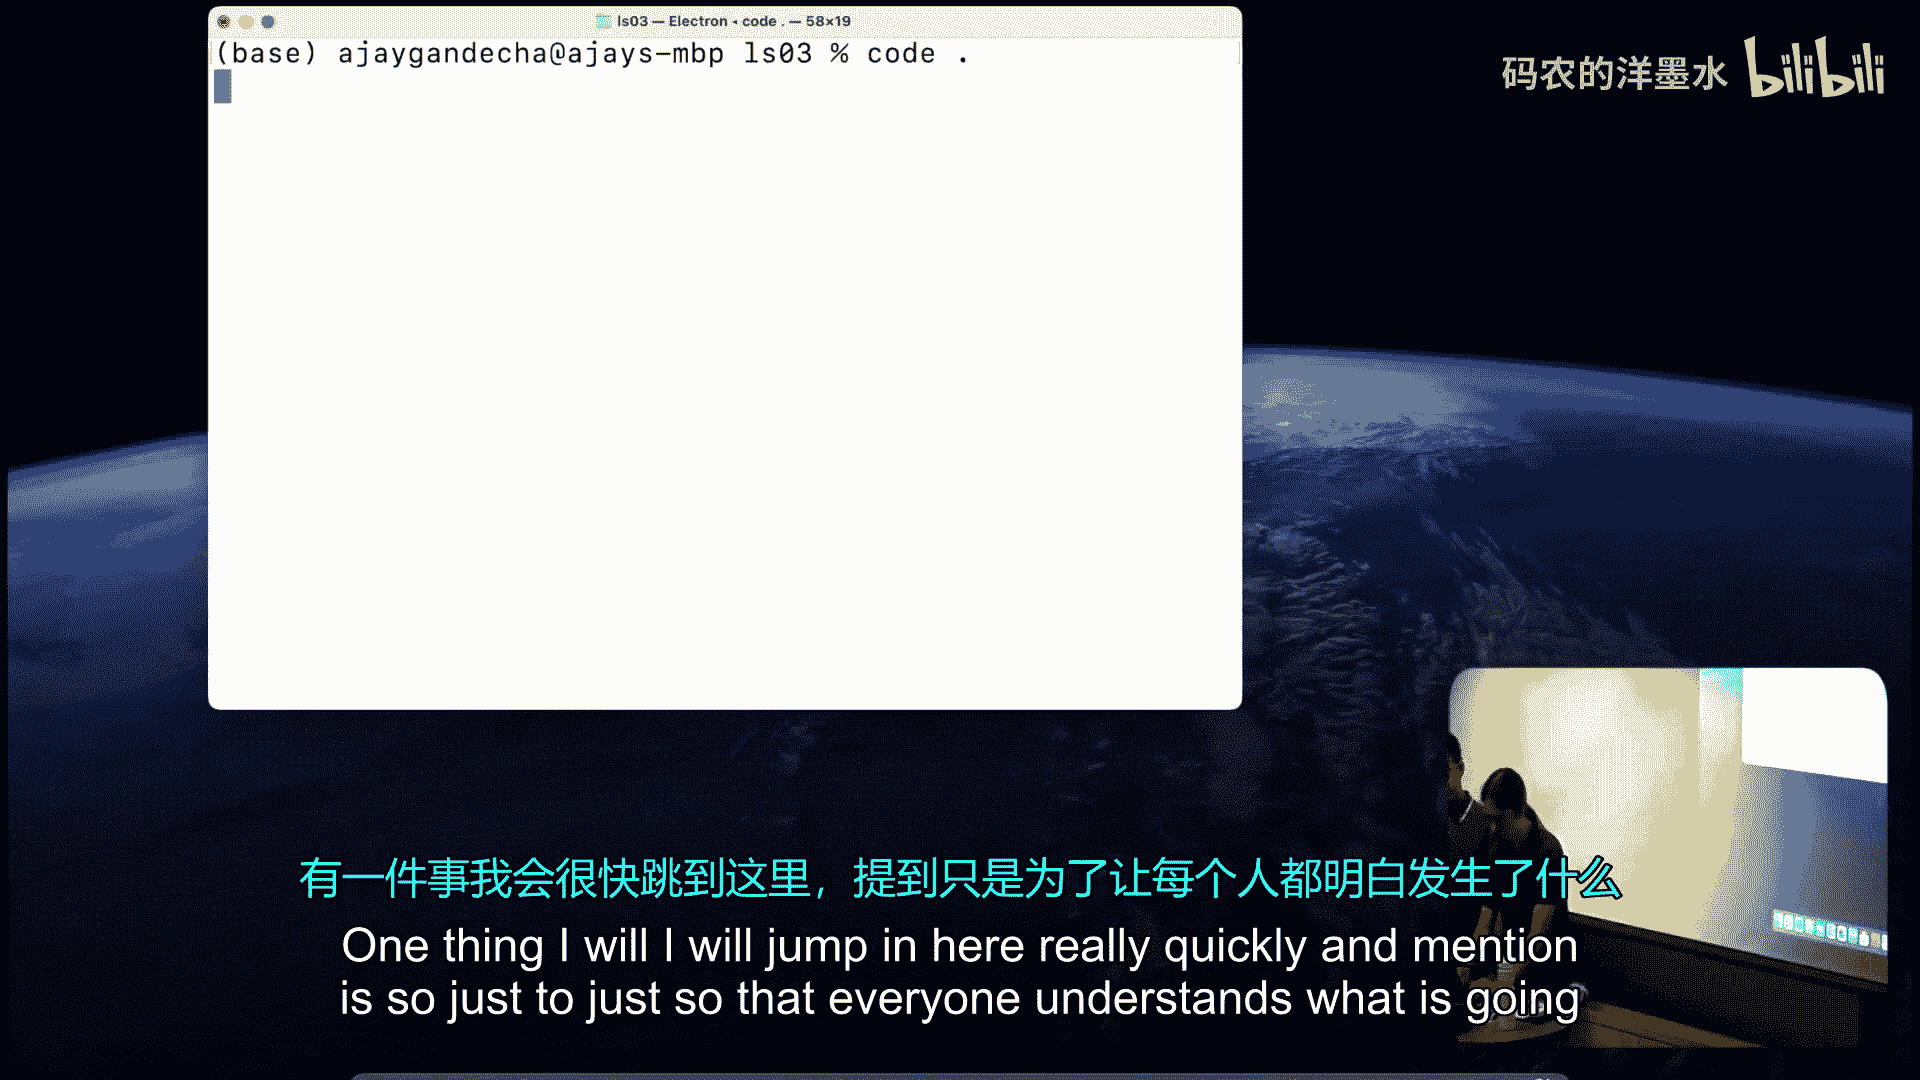 ls03 — Electron ◂ code . — 58×19
(base) ajaygandecha@ajays-mbp ls03 % code .
码农的洋墨水 bilibili
有一件事我会很快跳到这里，提到只是为了让每个人都明白发生了什么
One thing I will I will jump in here really quickly and mention
is so just to just so that everyone understands what is going